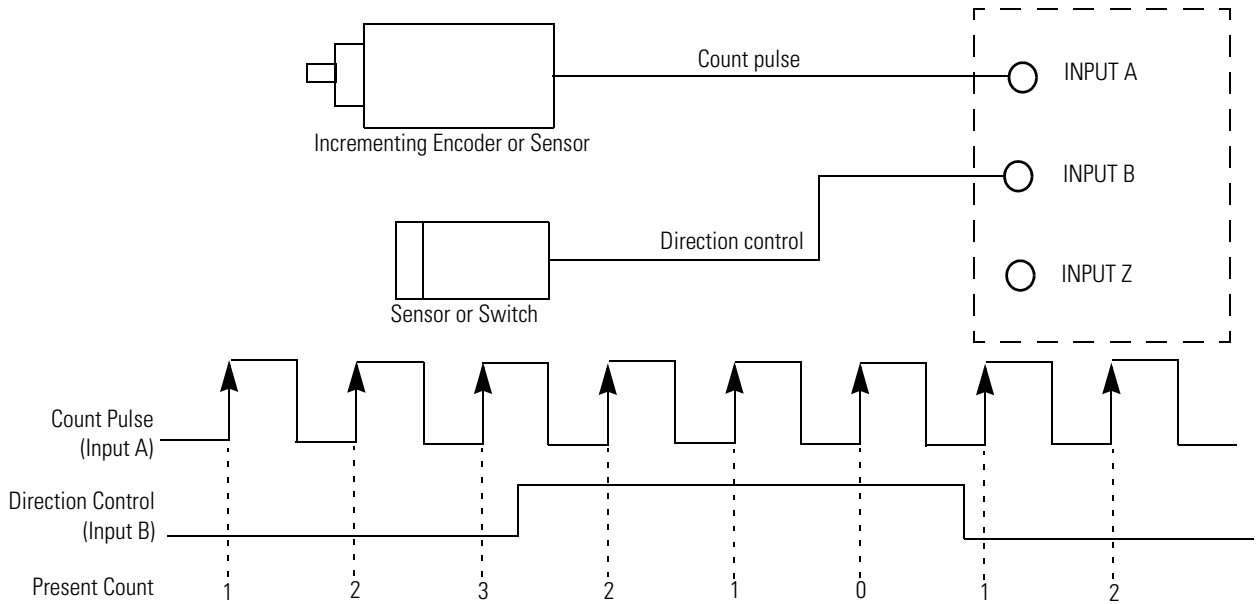 Count pulse
INPUT A
Incrementing Encoder or Sensor
INPUT B
Direction control
INPUT Z
Sensor or Switch
Count Pulse
(Input A)
Direction Control
(Input B)
Present Count 1 2 3 2 1 0 1 2